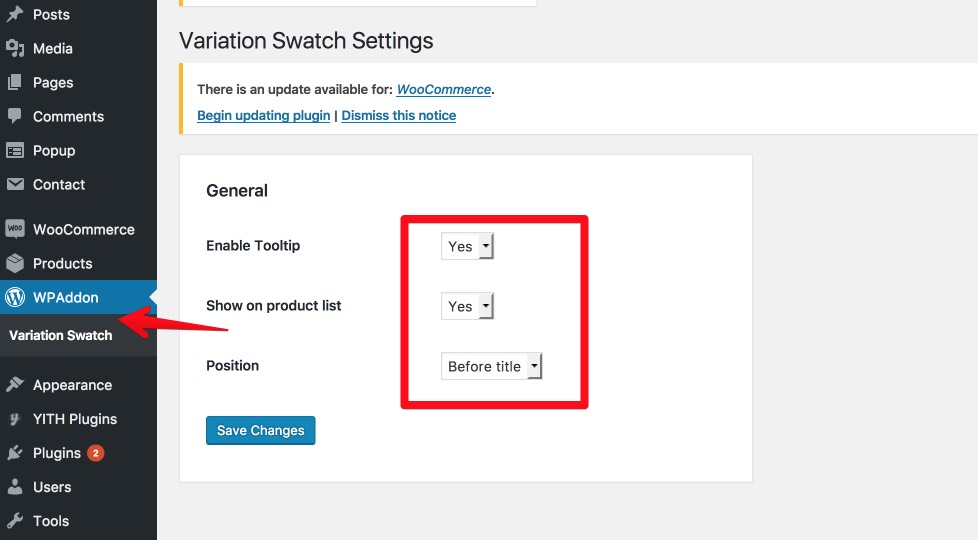 Posts
Media
Pages
Comments
Popup
Contact
WOO
WooCommerce
Products
WPAddon
Variation Swatch
Appearance
YITH Plugins
Plugins 2
Users
Tools
Variation Swatch Settings
There is an update available for: WooCommerce.
Begin updating plugin | Dismiss this notice
General
Enable Tooltip Yes
Show on product list Yes
Position Before title
Save Changes